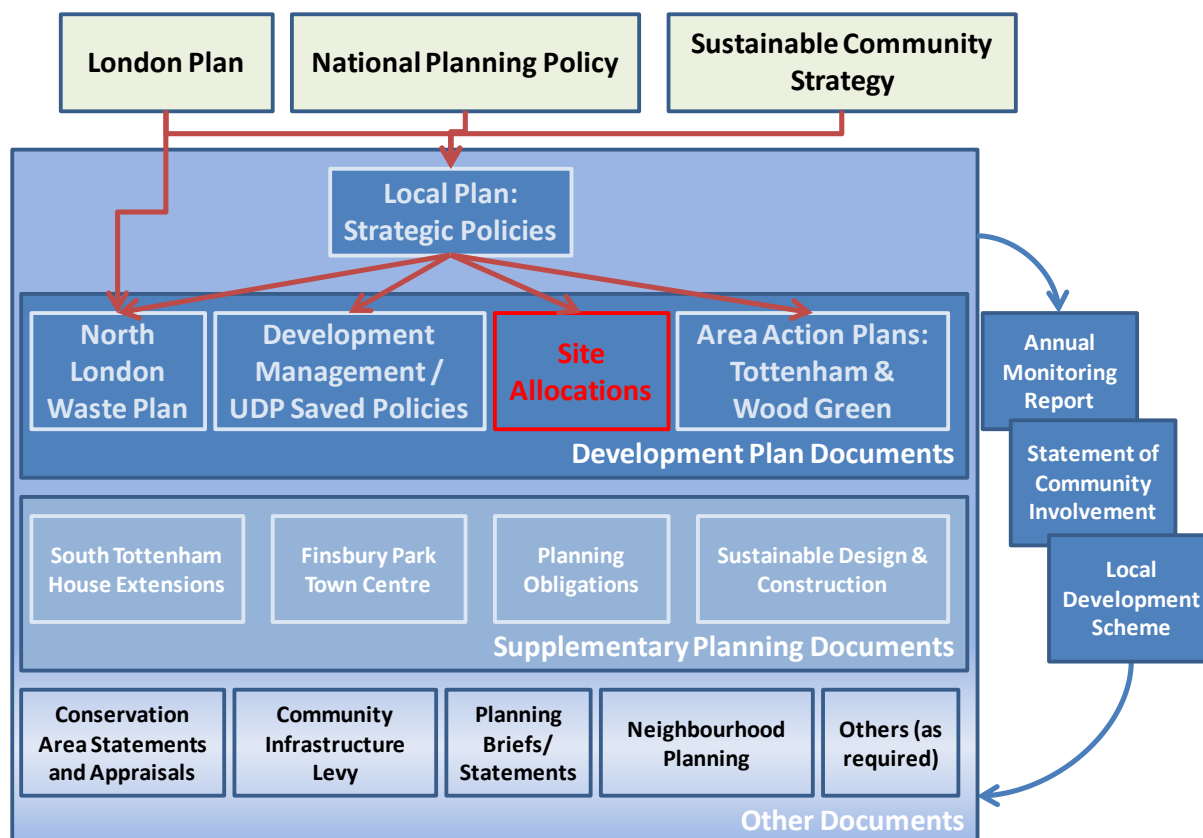 London Plan
National Planning Policy
Sustainable Community
Strategy
Local Plan:
Strategic Policies
North
London
Waste Plan
Development
Management /
UDP Saved Policies
Site
Allocations
Area Action Plans:
Tottenham &
Wood Green
Development Plan Documents
Annual
Monitoring
Report
Statement of
Community
Involvement
Local
Development
Scheme
South Tottenham
House Extensions
Finsbury Park
Town Centre
Planning
Obligations
Sustainable Design &
Construction
Supplementary Planning Documents
Conservation
Area Statements
and Appraisals
Community
Infrastructure
Levy
Planning
Briefs/
Statements
Neighbourhood
Planning
Others (as
required)
Other Documents